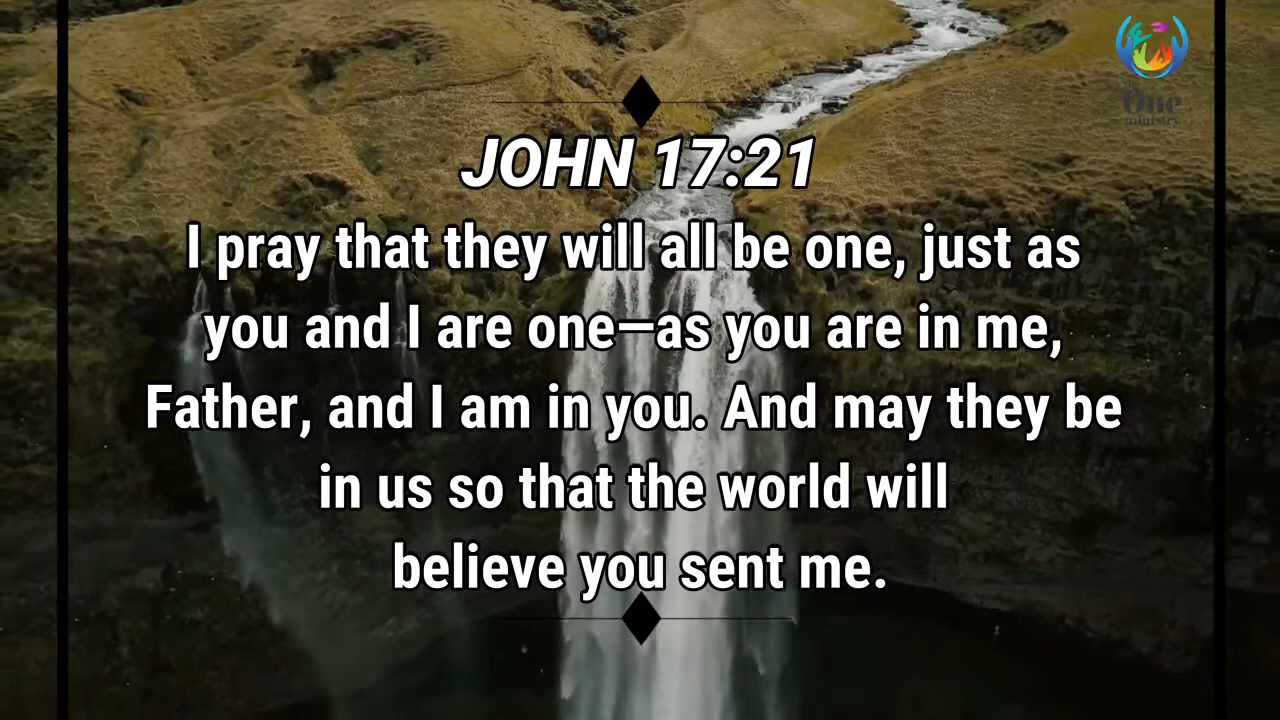 One
ministry
JOHN 17:21
I pray that they will all be one, just as
you and I are one—as you are in me,
Father, and I am in you. And may they be
in us so that the world will
believe you sent me.